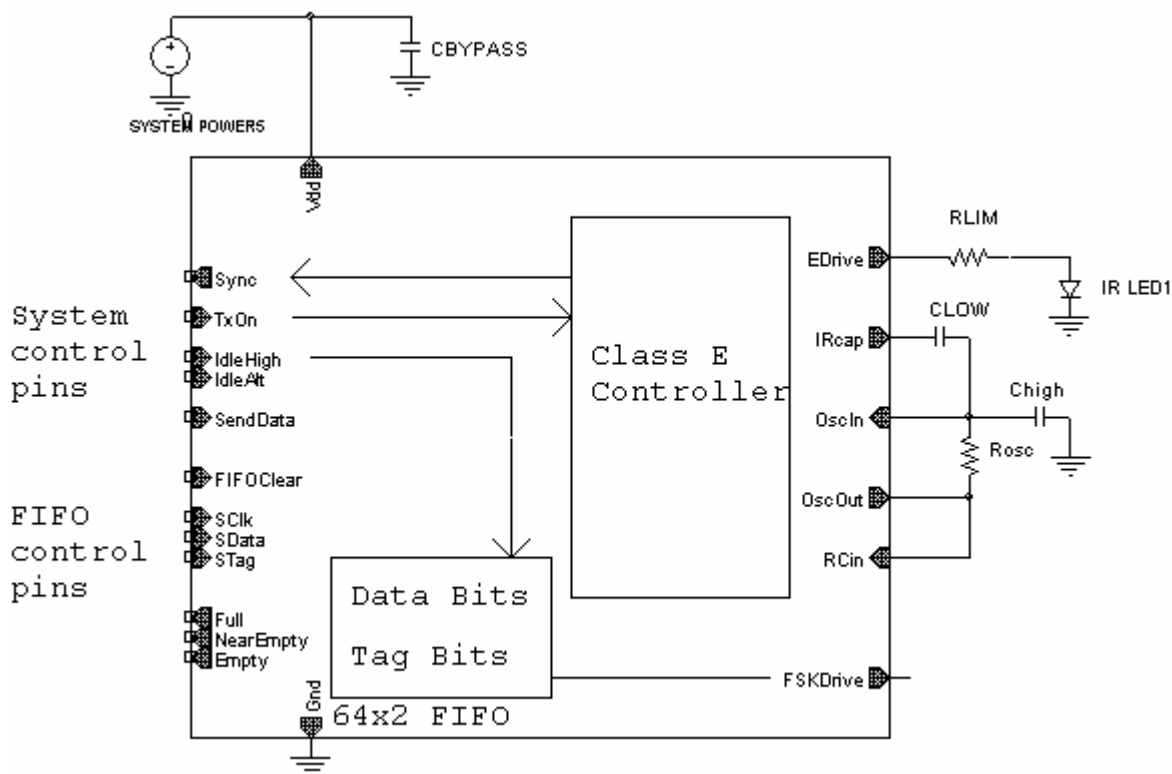 CBYPASS
SYSTEM POWER5
Vdd
RLIM
EDrive
Sync
IR LED1
System
control
pins
TxOn
CLOW
IRcap
IdleHigh
IdleAlt
Class E
Controller
Chigh
SendData
OscIn
Rosc
FIFOClear
OscOut
FIFO
control
pins
SClk
SData
STag
RCin
Data Bits
Tag Bits
Full
NearEmpty
Empty
FSKDrive
Gnd
64x2 FIFO